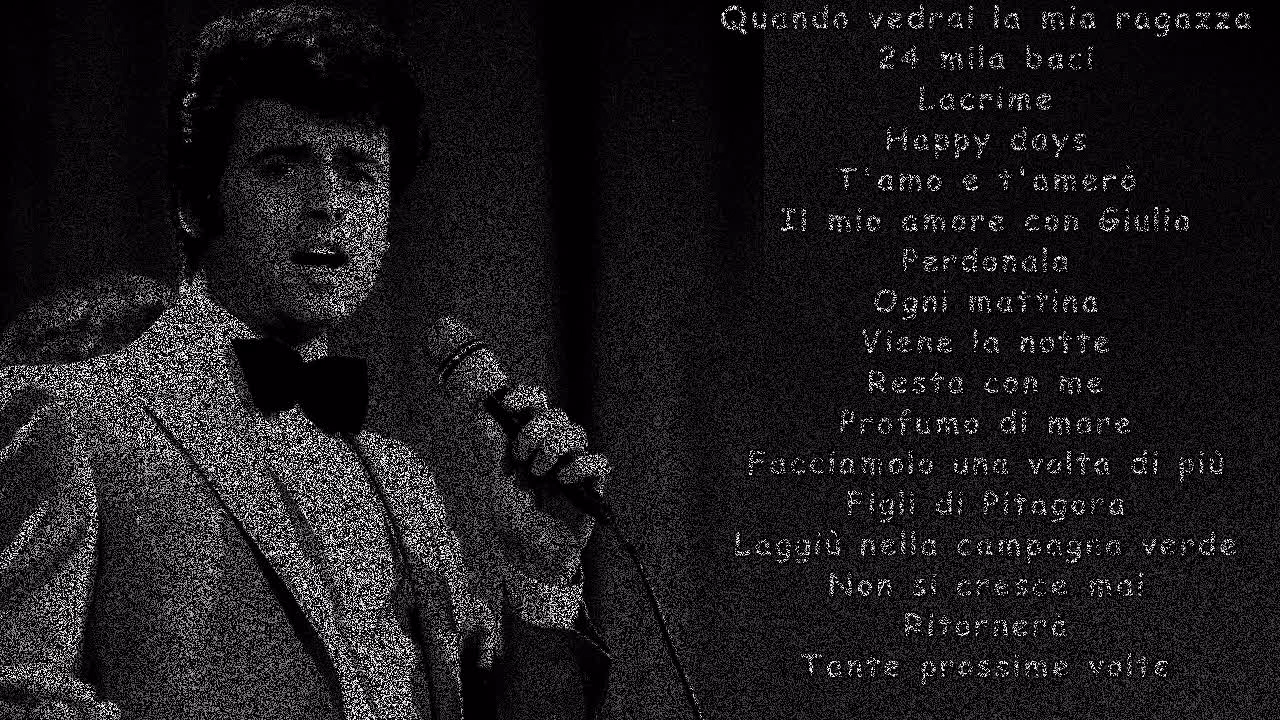 Quando vedrai la mia ragazza
24 mila baci
Lacrime
Happy days
T'amo e t'amerò
Il mio amore con Giulio
Perdonala
Ogni mattina
Viene la notte
Resta con me
Profumo di mare
Facciamolo una volta di più
Figli di Pitagora
Laggiù nella campagna verde
Non si cresce mai
Ritornerà
Tante prossime volte